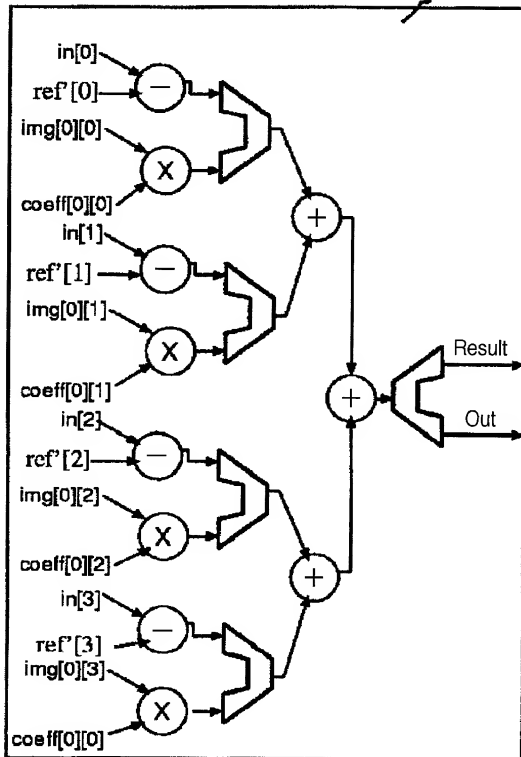 in[0]
ref'[0]
−
img[0][0]
X
coeff[0][0]
+
in[1]
ref'[1]
−
img[0][1]
X
Result
coeff[0][1]
+
in[2]
Out
ref'[2]
−
img[0][2]
X
coeff[0][2]
+
in[3]
ref'[3]
−
img[0][3]
X
coeff[0][0]